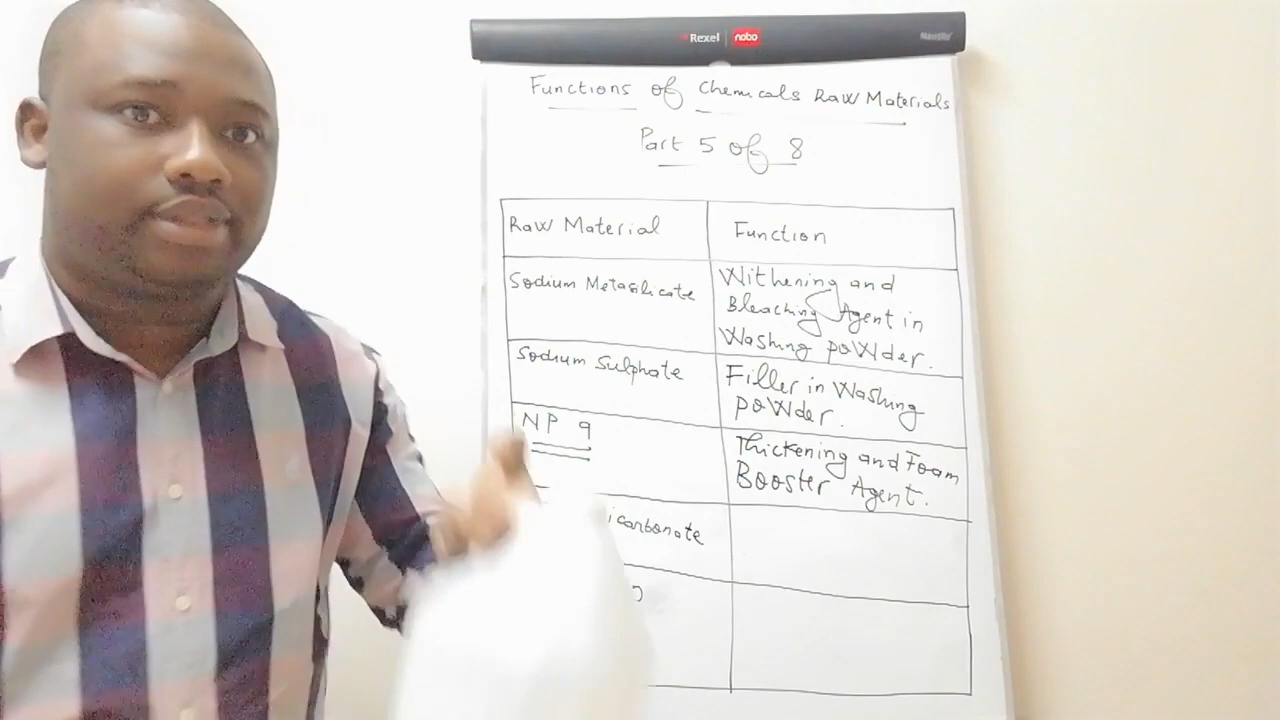 Rexel nobo
Functions of Chemicals Raw Materials
Part 5 of 8
Raw Material
Function
Sodium Metasilicate
Withening and
Bleaching Agent in
Washing powder.
Sodium Sulphate
Filler in Washing
powder.
NP 9
Thickening and Foam
Booster Agent.
icarbonate